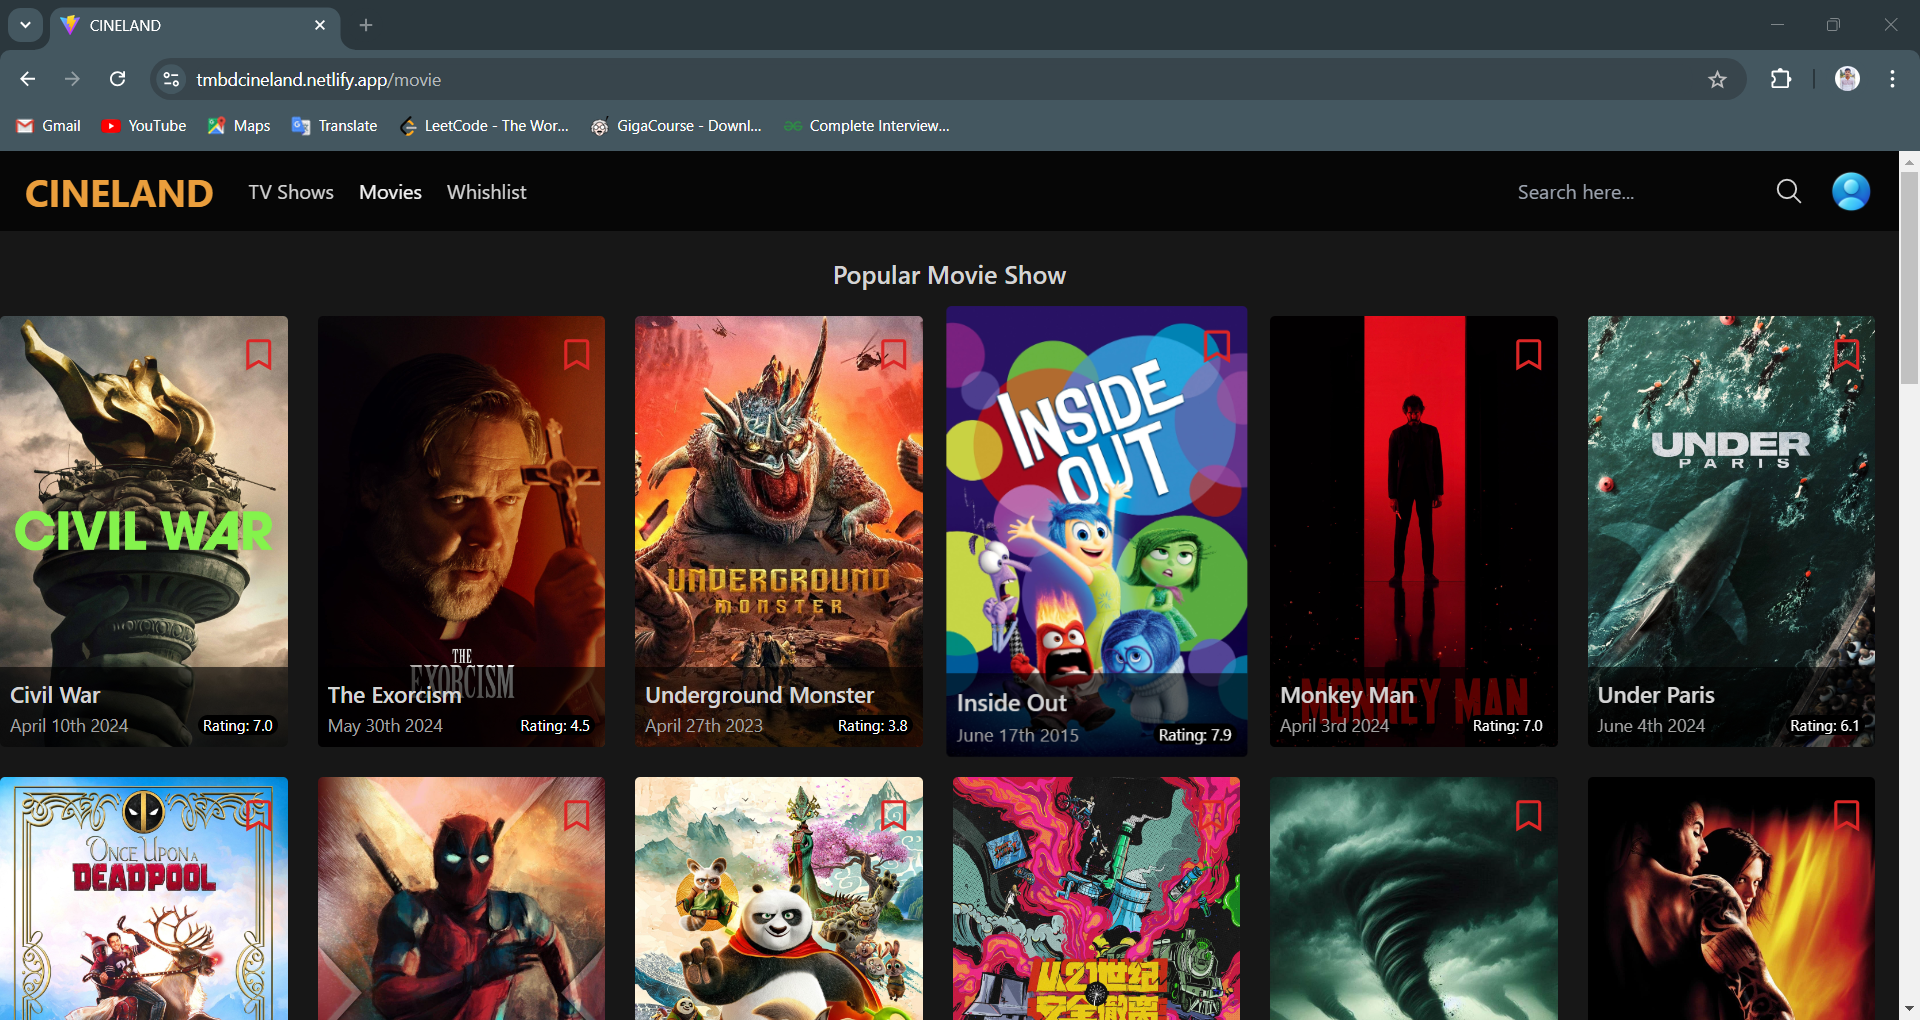 CINELAND
tmbdcineland.netlify.app/movie
Gmail
YouTube
Maps
Translate
LeetCode - The Wor...
GigaCourse - Downl...
Complete Interview...
CINELAND
TV Shows
Movies
Whishlist
Search here...
Popular Movie Show
CIVIL WAR
Civil War
April 10th 2024
Rating: 7.0
THE
EXORCISM
The Exorcism
May 30th 2024
Rating: 4.5
UNDERGROUND
MONSTER
Underground Monster
April 27th 2023
Rating: 3.8
INSIDE
OUT
Inside Out
June 17th 2015
Rating: 7.9
MONKEY MAN
Monkey Man
April 3rd 2024
Rating: 7.0
UNDER
PARIS
Under Paris
June 4th 2024
Rating: 6.1
ONCE UPON A
DEADPOOL
从21世纪
安全撤离